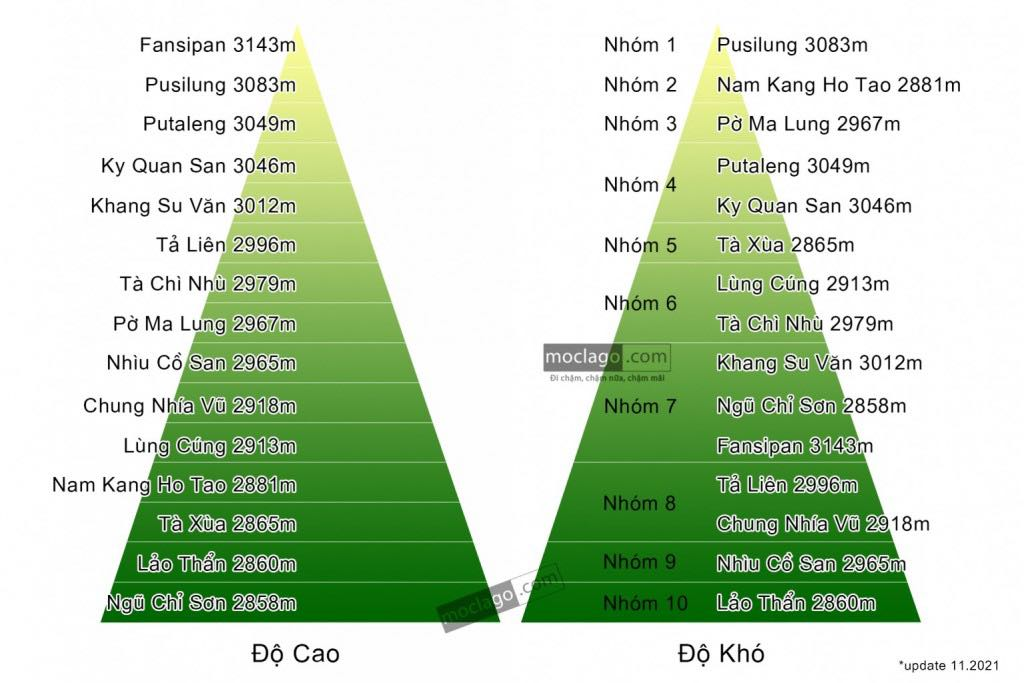 Fansipan 3143m
Pusilung 3083m
Putaleng 3049m
Ky Quan San 3046m
Khang Su Văn 3012m
Tả Liên 2996m
Tà Chì Nhù 2979m
Pờ Ma Lung 2967m
Nhìu Cồ San 2965m
Chung Nhía Vũ 2918m
Lùng Cúng 2913m
Nam Kang Ho Tao 2881m
Tà Xùa 2865m
Lảo Thẩn 2860m
Ngũ Chỉ Sơn 2858m
Độ Cao
Nhóm 1 Pusilung 3083m
Nhóm 2 Nam Kang Ho Tao 2881m
Nhóm 3 Pờ Ma Lung 2967m
Nhóm 4 Putaleng 3049m
Ky Quan San 3046m
Nhóm 5 Tà Xùa 2865m
Nhóm 6 Lùng Cúng 2913m
Tà Chì Nhù 2979m
Nhóm 7 Khang Su Văn 3012m
Ngũ Chỉ Sơn 2858m
Fansipan 3143m
Nhóm 8 Tả Liên 2996m
Chung Nhía Vũ 2918m
Nhóm 9 Nhìu Cồ San 2965m
Nhóm 10 Lảo Thẩn 2860m
Độ Khó
moclago.com
Đi chậm, chậm nữa, chậm mãi
moclago.com
*update 11.2021